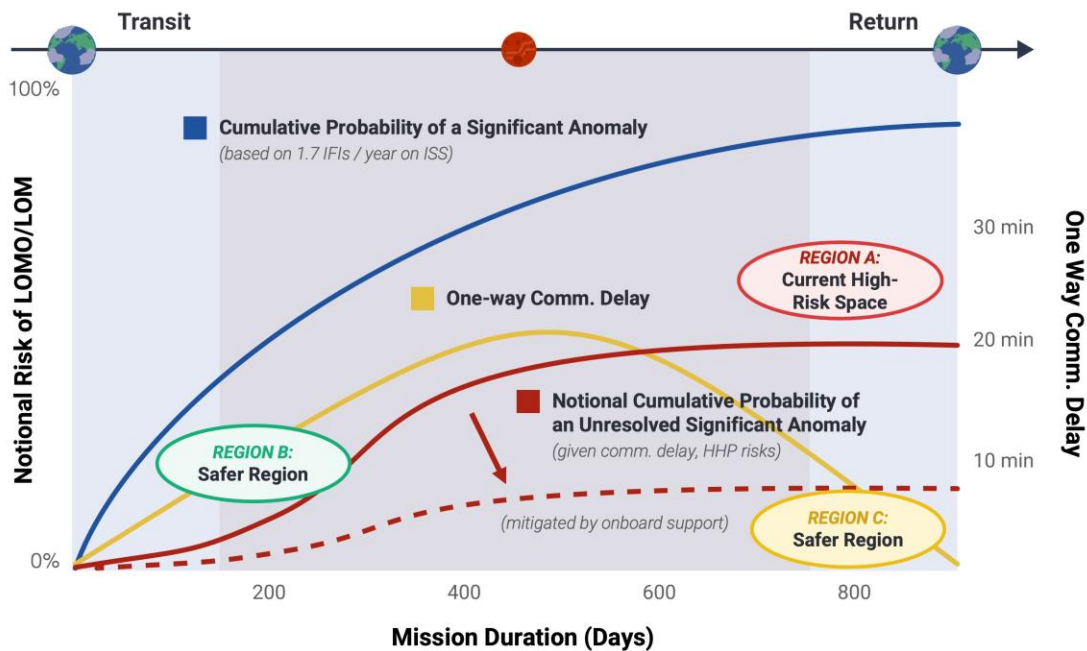 Transit
Return
100%
Cumulative Probability of a Significant Anomaly
(based on 1.7 IFIs / year on ISS)
Notional Risk of LOMO/LOM
One Way Comm. Delay
30 min
REGION A:
Current High-
Risk Space
One-way Comm. Delay
20 min
Notional Cumulative Probability of
an Unresolved Significant Anomaly
(given comm. delay, HHP risks)
REGION B:
Safer Region
10 min
(mitigated by onboard support)
REGION C:
Safer Region
0%
200
400
600
800
Mission Duration (Days)